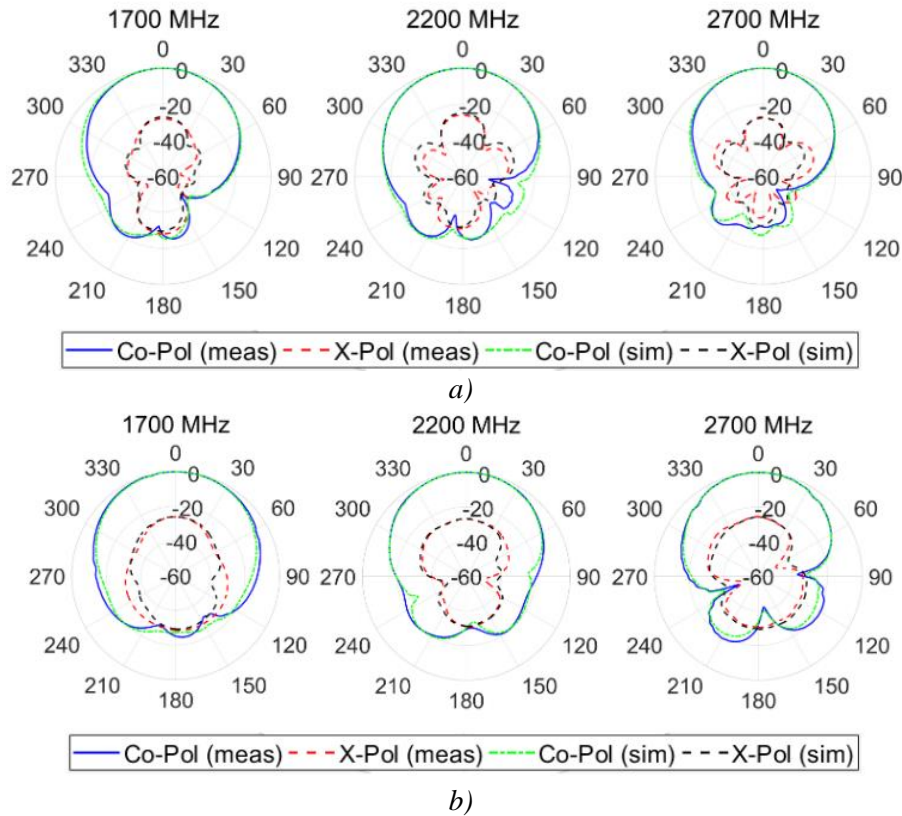 1700 MHz 2200 MHz 2700 MHz
0 0 0
330 0 30 330 0 30 330 0 30
300 -20 60 300 -20 60 300 -20 60
-40 -40 -40
270 -60 90 270 -60 90 270 -60 90
240 120 240 120 240 120
210 150 210 150 210 150
180 180 180
Co-Pol (meas) X-Pol (meas) Co-Pol (sim) X-Pol (sim)
a)
1700 MHz 2200 MHz 2700 MHz
0 0 0
330 0 30 330 0 30 330 0 30
300 -20 60 300 -20 60 300 -20 60
-40 -40 -40
270 -60 90 270 -60 90 270 -60 90
240 120 240 120 240 120
210 150 210 150 210 150
180 180 180
Co-Pol (meas) X-Pol (meas) Co-Pol (sim) X-Pol (sim)
b)